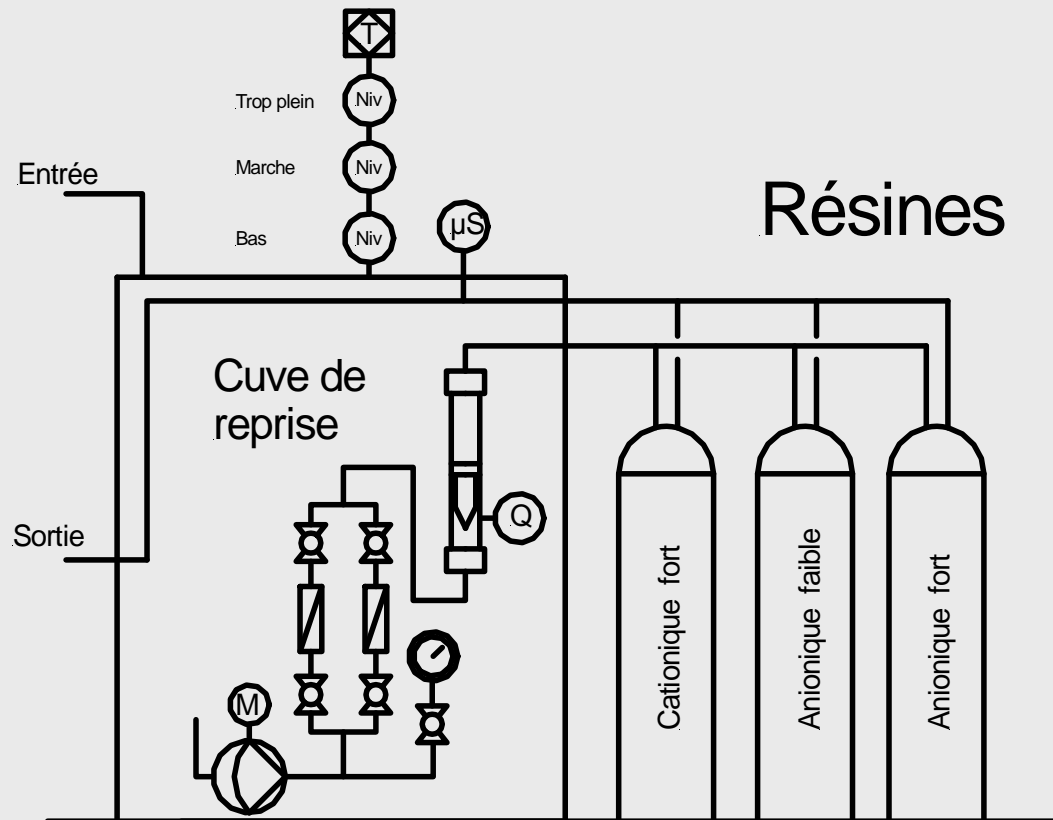 T
Trop plein
Niv
Marche
Niv
Entrée
Bas
Niv
µS
Résines
Cuve de
reprise
Q
Sortie
M
Cationique fort
Anionique faible
Anionique fort